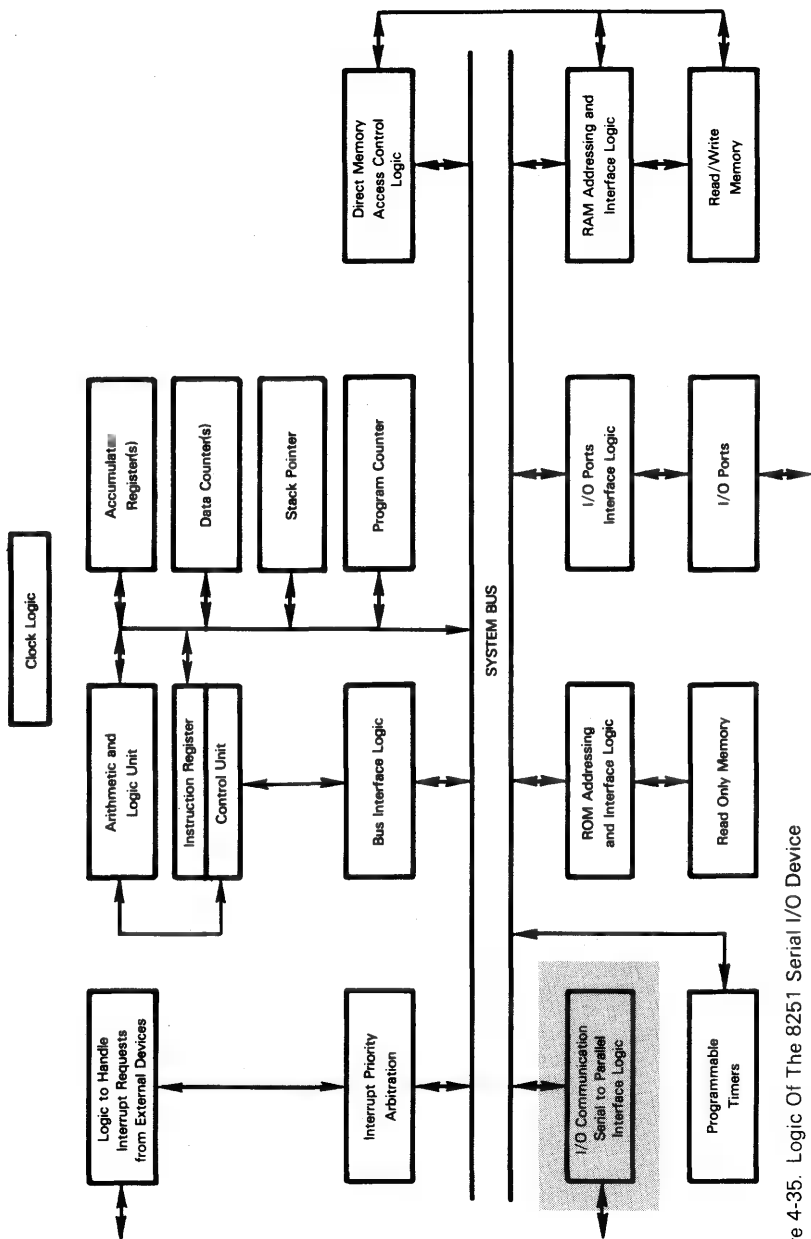 Clock Logic
Logic to Handle
Interrupt Requests
from External Devices
Arithmetic and
Logic Unit
Accumulator
Register(s)
Instruction Register
Control Unit
Data Counter(s)
Stack Pointer
Interrupt Priority
Arbitration
Bus Interface Logic
Program Counter
Direct Memory
Access Control
Logic
SYSTEM BUS
I/O Communication
Serial to Parallel
Interface Logic
ROM Addressing
and Interface Logic
I/O Ports
Interface Logic
RAM Addressing and
Interface Logic
Programmable
Timers
Read Only Memory
I/O Ports
Read/Write
Memory
e 4-35. Logic Of The 8251 Serial I/O Device